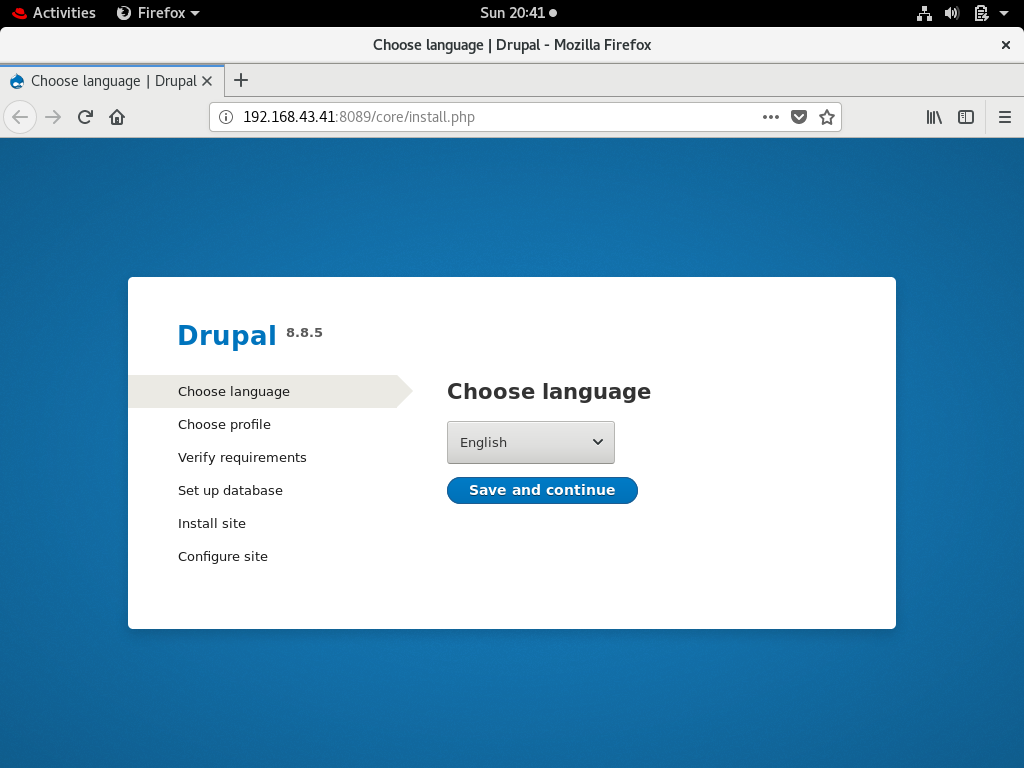 Activities Firefox Sun 20:41
Choose language | Drupal - Mozilla Firefox
Choose language | Drupal
192.168.43.41:8089/core/install.php
Drupal 8.8.5
Choose language
Choose profile
Verify requirements
Set up database
Install site
Configure site
Choose language
English
Save and continue